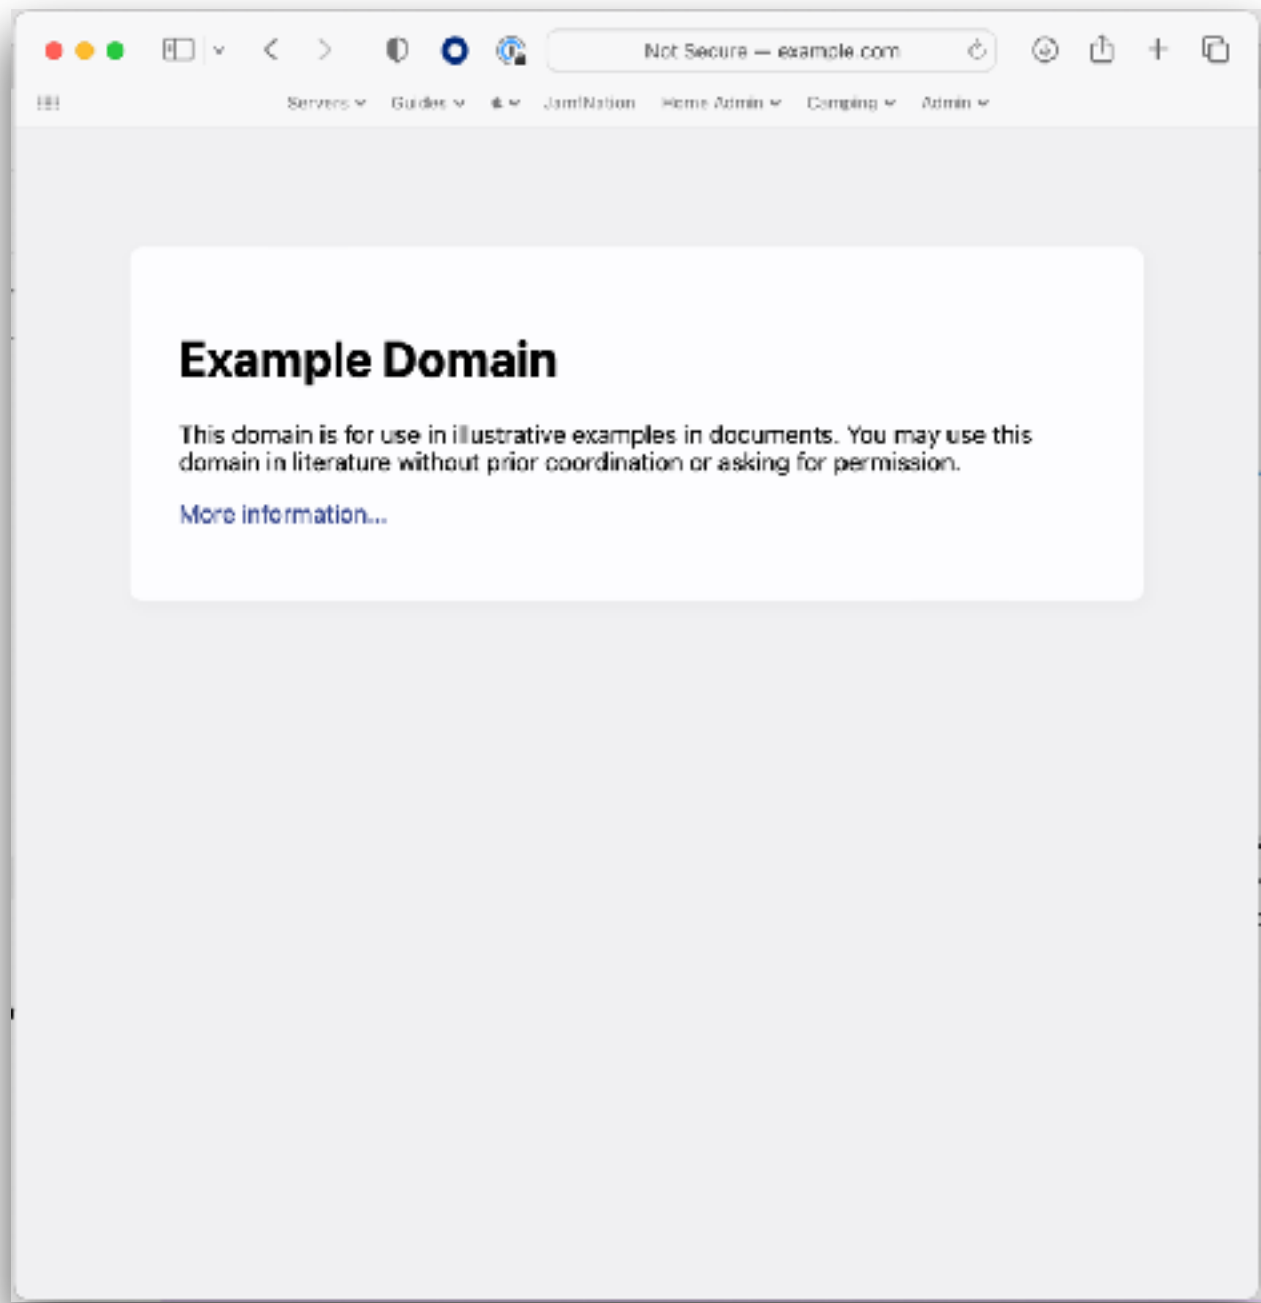 Not Secure — example.com
Servers Guides JamfNation Home Admin Camping Admin
Example Domain
This domain is for use in illustrative examples in documents. You may use this
domain in literature without prior coordination or asking for permission.
More information...